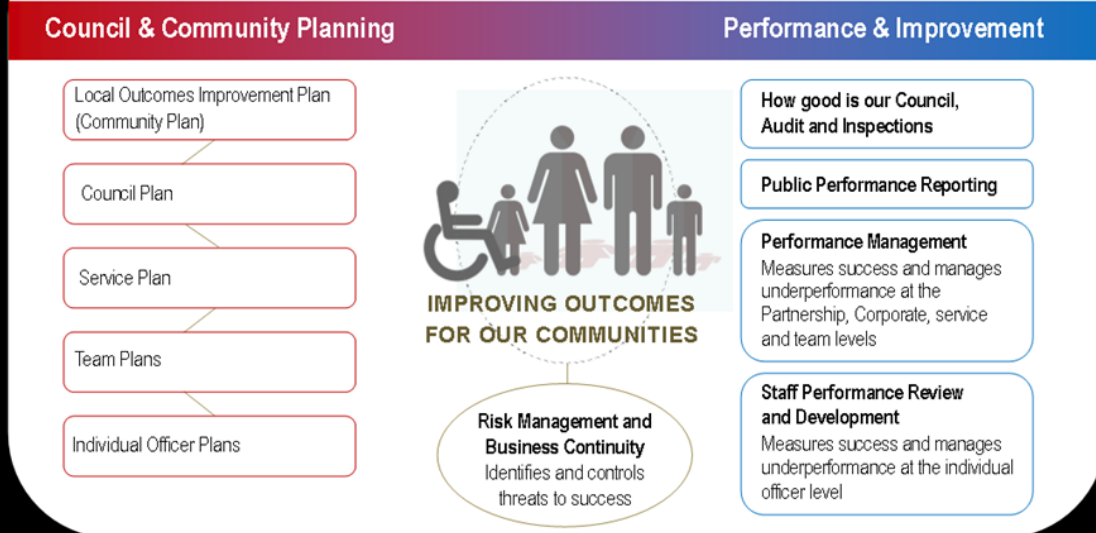 Council & Community Planning
Performance & Improvement
Local Outcomes Improvement Plan
(Community Plan)
Council Plan
Service Plan
Team Plans
Individual Officer Plans
IMPROVING OUTCOMES
FOR OUR COMMUNITIES
Risk Management and
Business Continuity
Identifies and controls
threats to success
How good is our Council,
Audit and Inspections
Public Performance Reporting
Performance Management
Measures success and manages
underperformance at the
Partnership, Corporate, service
and team levels
Staff Performance Review
and Development
Measures success and manages
underperformance at the individual
officer level